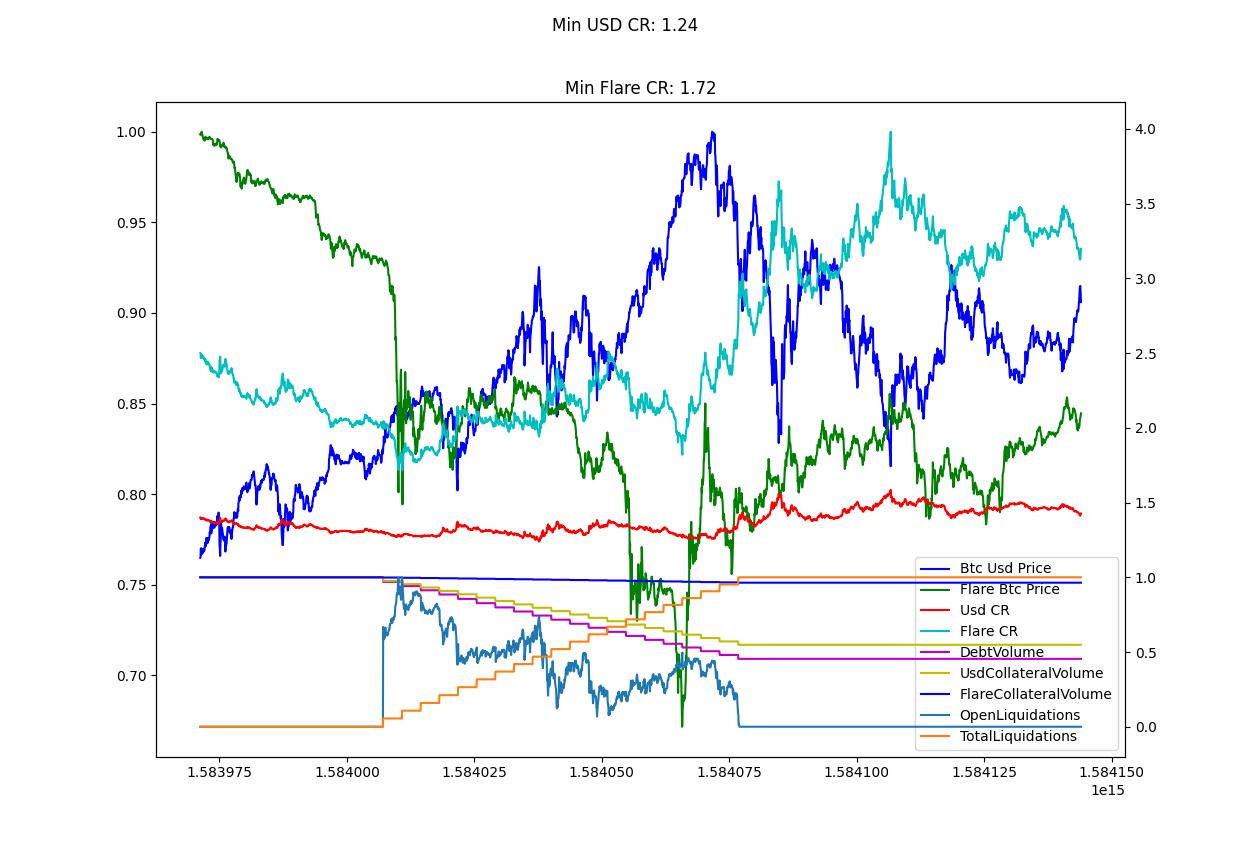 Min USD CR: 1.24
Min Flare CR: 1.72
1.00
0.95
0.90
0.85
0.80
0.75
0.70
4.0
3.5
3.0
2.5
2.0
1.5
1.0
0.5
0.0
Btc Usd Price
Flare Btc Price
Usd CR
Flare CR
DebtVolume
UsdCollateralVolume
FlareCollateralVolume
OpenLiquidations
TotalLiquidations
1.583975 1.584000 1.584025 1.584050 1.584075 1.584100 1.584125 1.584150
1e15